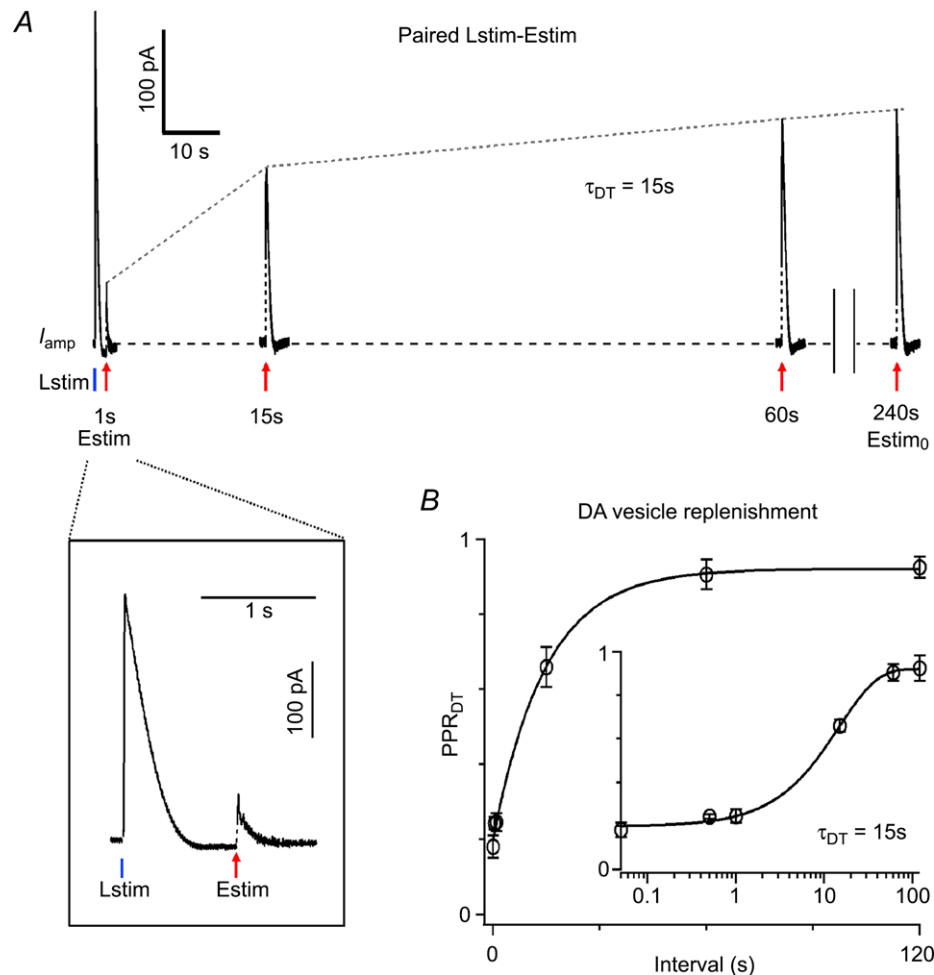 A
Paired Lstim-Estim
100 pA
10 s
τDT = 15s
Iamp
Lstim
1s
Estim
15s
60s
240s
Estim0
1 s
100 pA
Lstim
Estim
B
DA vesicle replenishment
1
PPRDT
0
1
0
τDT = 15s
0.1
1
10
100
0
Interval (s)
120